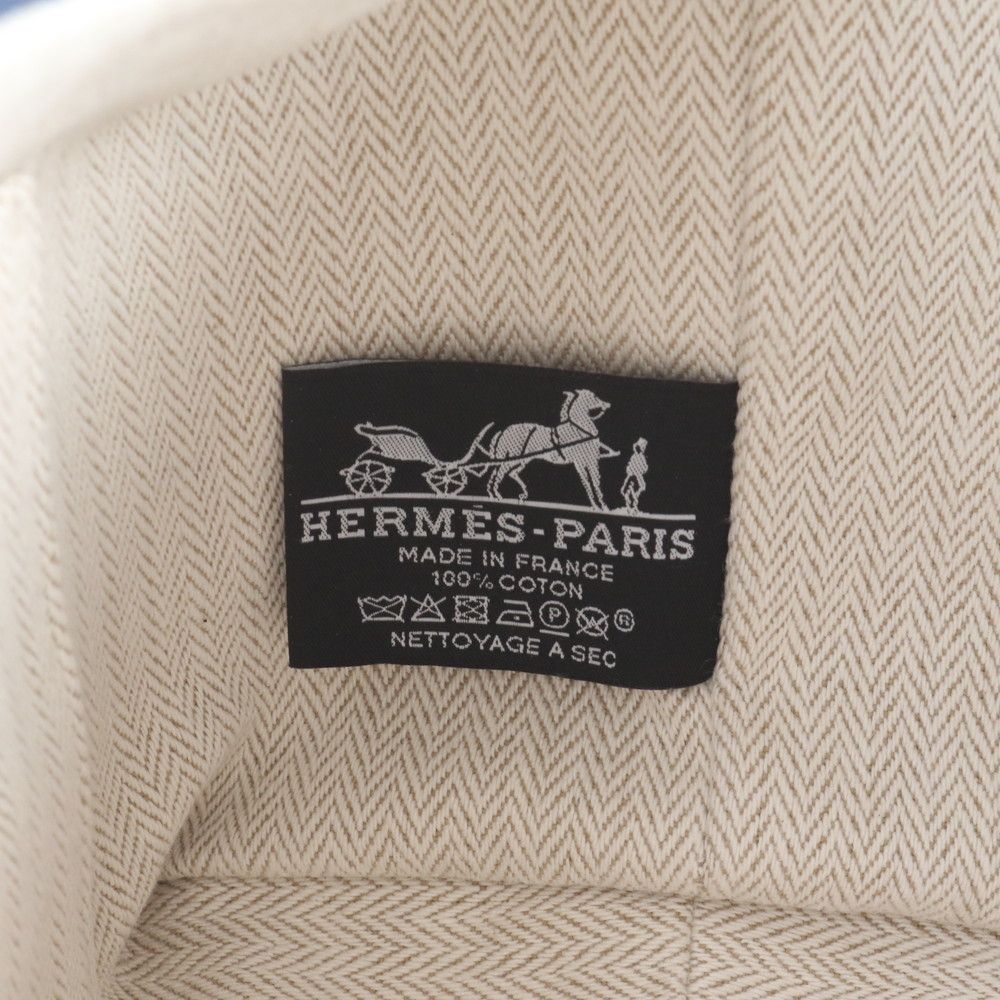 HERMÈS-PARIS
MADE IN FRANCE
100% COTON
P W ®
NETTOYAGE A SEC